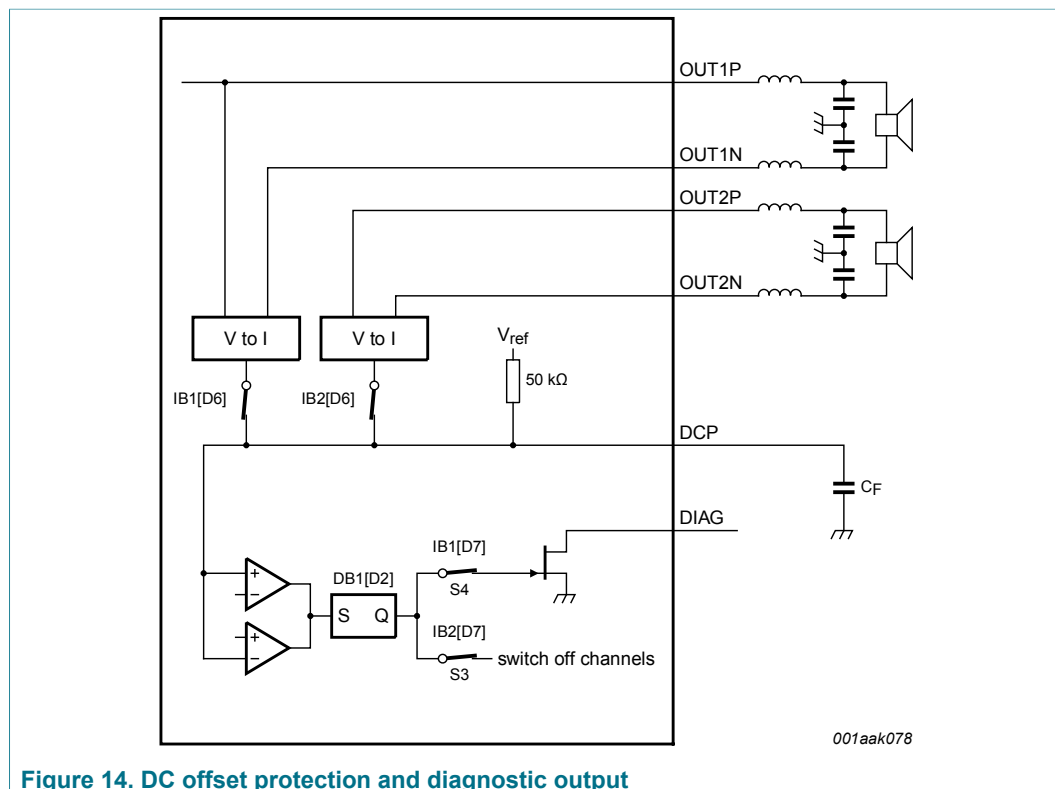 OUT1P
OUT1N
OUT2P
OUT2N
V to I
V to I
Vref
50 kΩ
IB1[D6]
IB2[D6]
DCP
CF
DIAG
IB1[D7]
DB1[D2]
S4
+
−
S Q
IB2[D7]
+
−
switch off channels
S3
001aak078
Figure 14. DC offset protection and diagnostic output